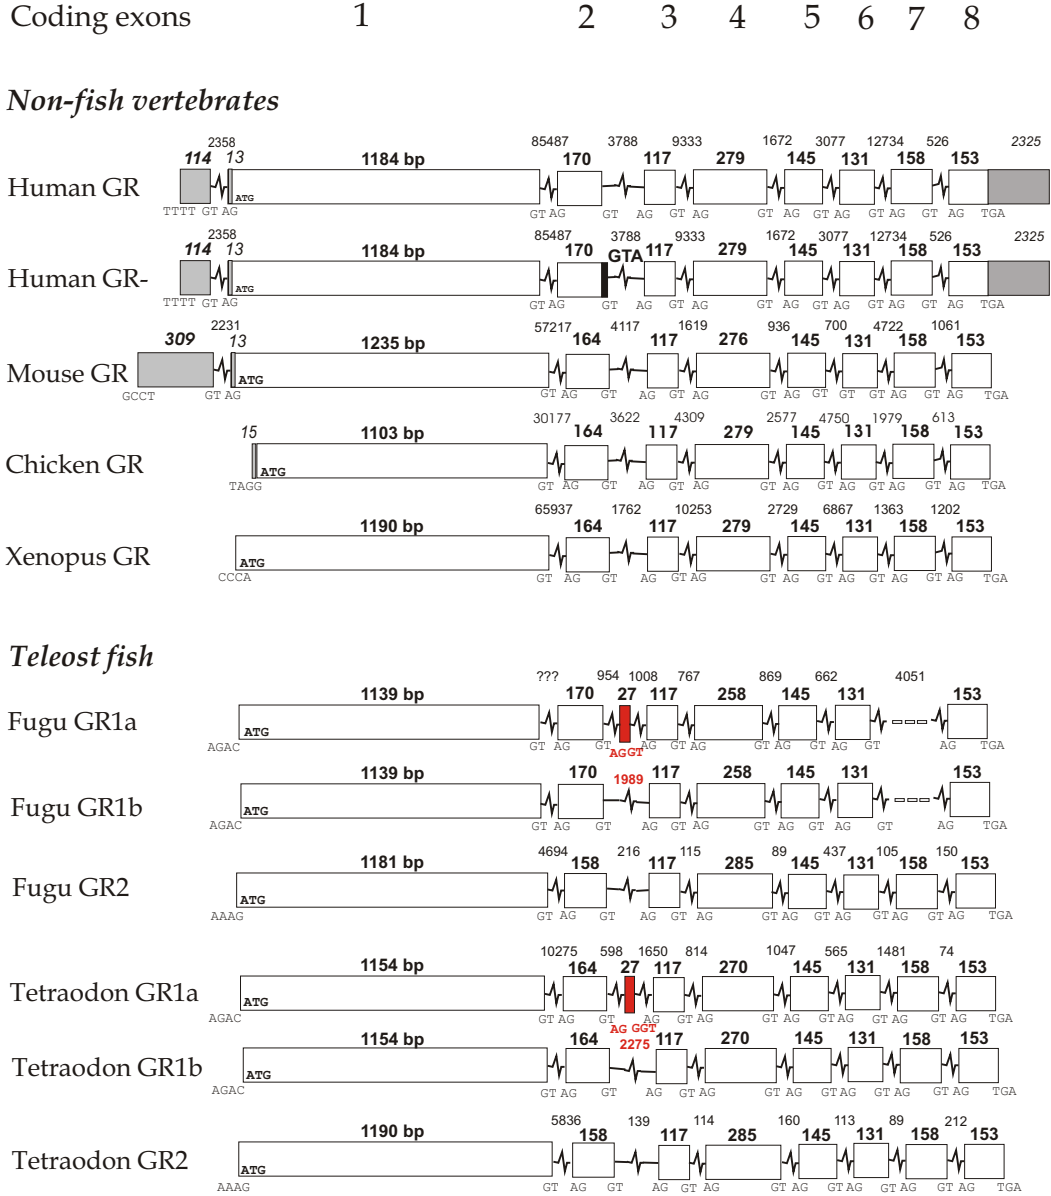 Coding exons 1 2 3 4 5 6 7 8
Non-fish vertebrates
2358 85487 3788 9333 1672 3077 12734 526 2325
114 13 1184 bp 170 117 279 145 131 158 153
Human GR
ATG
TTTT GT AG GT AG GT AG GT AG GT AG GT AG GT AG GT AG TGA
2358 85487 3788 9333 1672 3077 12734 526 2325
114 13 1184 bp 170 GTA 117 279 145 131 158 153
Human GR-
ATG
TTTT GT AG GT AG GT AG GT AG GT AG GT AG GT AG GT AG TGA
2231 57217 4117 1619 936 700 4722 1061
309 13 1235 bp 164 117 276 145 131 158 153
Mouse GR
ATG
GCCT GT AG GT AG GT AG GT AG GT AG GT AG GT AG GT AG TGA
30177 3622 4309 2577 4750 1979 613
15 1103 bp 164 117 279 145 131 158 153
Chicken GR
ATG
TAGG GT AG GT AG GT AG GT AG GT AG GT AG GT AG TGA
65937 1762 10253 2729 6867 1363 1202
1190 bp 164 117 279 145 131 158 153
Xenopus GR
ATG
CCCA GT AG GT AG GT AG GT AG GT AG GT AG GT AG TGA
Teleost fish
??? 954 1008 767 869 662 4051
1139 bp 170 27 117 258 145 131 153
Fugu GR1a
ATG
AGAC GT AG GT AG GT AG GT AG GT AG GT AG GT AG TGA
1139 bp 170 1989 117 258 145 131 153
Fugu GR1b
ATG
AGAC GT AG GT AG GT AG GT AG GT AG GT AG TGA
4694 216 115 89 437 105 150
1181 bp 158 117 285 145 131 158 153
Fugu GR2
ATG
AAAG GT AG GT AG GT AG GT AG GT AG GT AG GT AG TGA
10275 598 1650 814 1047 565 1481 74
1154 bp 164 27 117 270 145 131 158 153
Tetraodon GR1a
ATG
AGAC GT AG GT AG GT AG GT AG GT AG GT AG GT AG TGA
AG GGT
1154 bp 164 2275 117 270 145 131 158 153
Tetraodon GR1b
ATG
AGAC GT AG GT AG GT AG GT AG GT AG GT AG GT AG TGA
5836 139 114 160 113 89 212
1190 bp 158 117 285 145 131 158 153
Tetraodon GR2
ATG
AAAG GT AG GT AG GT AG GT AG GT AG GT AG GT AG TGA